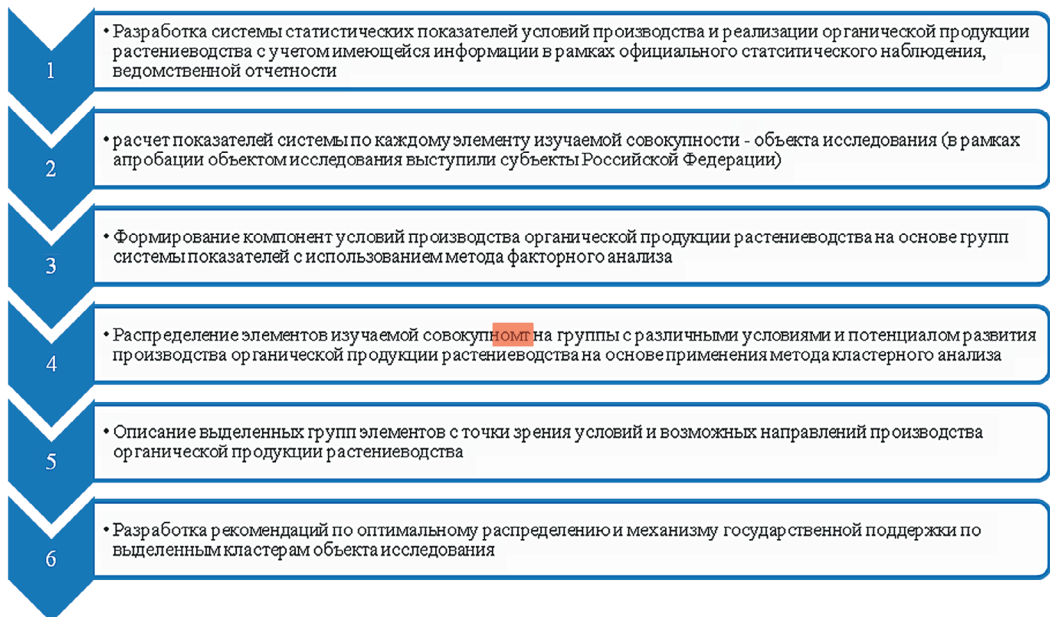 1
• Разработка системы статистических показателей условий производства и реализации органической продукции
растениеводства с учетом имеющейся информации в рамках официального статситического наблюдения,
ведомственной отчетности
2
• расчет показателей системы по каждому элементу изучаемой совокупности - объекта исследования (в рамках
апробации объектом исследования выступили субъекты Российской Федерации)
3
• Формирование компонент условий производства органической продукции растениеводства на основе групп
системы показателей с использованием метода факторного анализа
4
• Распределение элементов изучаемой совокупномт на группы с различными условиями и потенциалом развития
производства органической продукции растениеводства на основе применения метода кластерного анализа
5
• Описание выделенных групп элементов с точки зрения условий и возможных направлений производства
органической продукции растениеводства
6
• Разработка рекомендаций по оптимальному распределению и механизму государственной поддержки по
выделенным кластерам объекта исследования